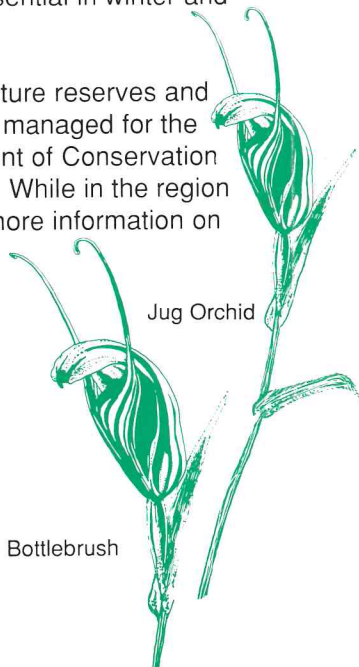 sential in winter and
ture reserves and
managed for the
nt of Conservation
While in the region
nore information on
Jug Orchid
Bottlebrush